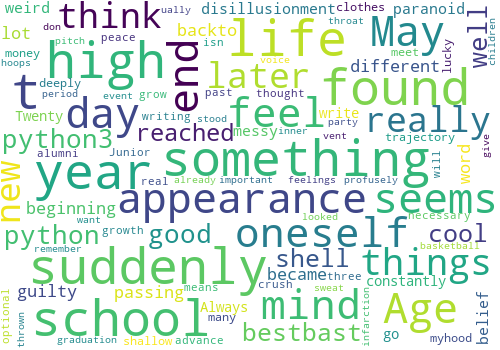 weird think disillusionment clothes paranoid ually throat don
lot money peace backto isn life May well children
pitch hoops high end later different meet lucky
deeply past thought found
period event grow feel write
t day reached messy writing stood inner party voice really trajectory
Twenty python3 alumni Junior vent word will give
new year something
real already important feelings profusely
beginning appearance seems
python growth want good looked oneself necessary cool
remember became shell basketball things
suddenly means three constantly
guilty passing crush sweat mind Age belief
optional school Always many bestbast infarction go myhood
thrown graduation shallow advance